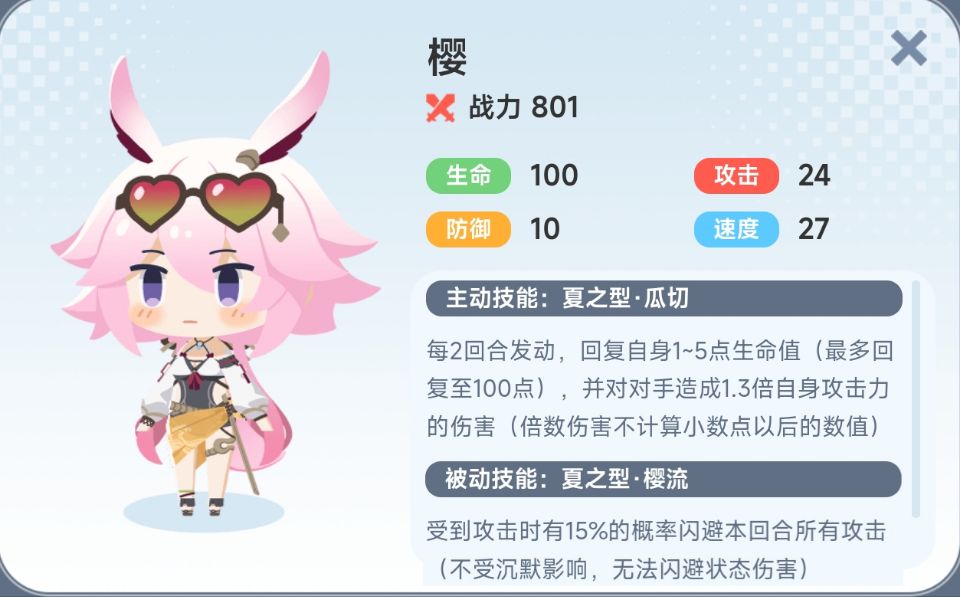 樱
战力 801
生命 100 攻击 24
防御 10 速度 27
主动技能：夏之型·瓜切
每2回合发动，回复自身1~5点生命值（最多回
复至100点），并对对手造成1.3倍自身攻击力
的伤害（倍数伤害不计算小数点以后的数值）
被动技能：夏之型·樱流
受到攻击时有15%的概率闪避本回合所有攻击
（不受沉默影响，无法闪避状态伤害）